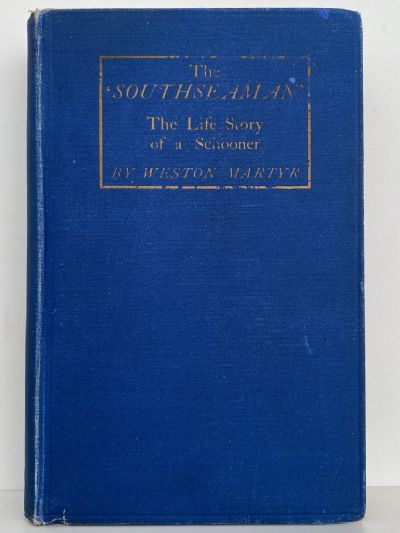 The
'SOUTHSEAMAN'
The Life Story
of a Schooner
BY WESTON MARTYR